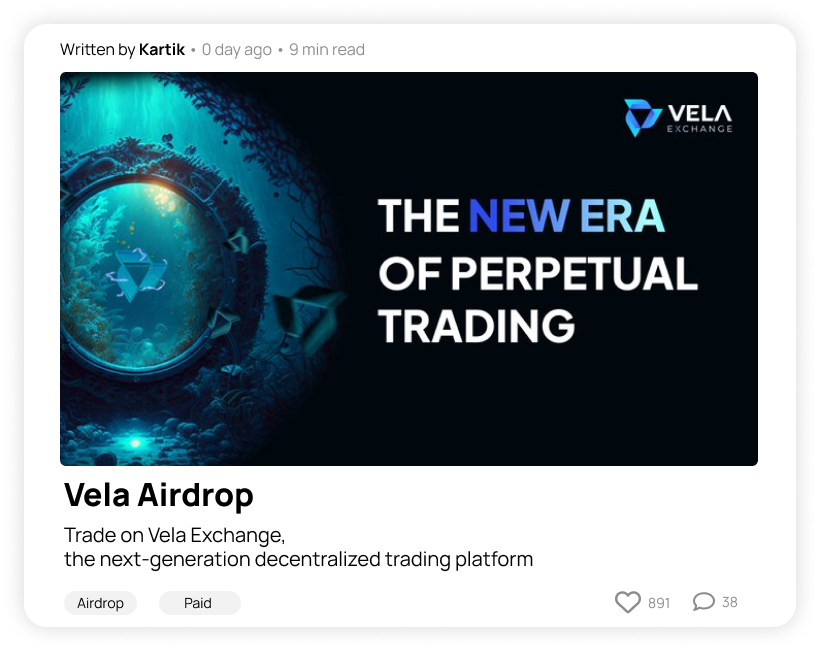 Written by Kartik • 0 day ago • 9 min read
VELA
EXCHANGE
THE NEW ERA
OF PERPETUAL
TRADING
Vela Airdrop
Trade on Vela Exchange,
the next-generation decentralized trading platform
Airdrop Paid 891 38